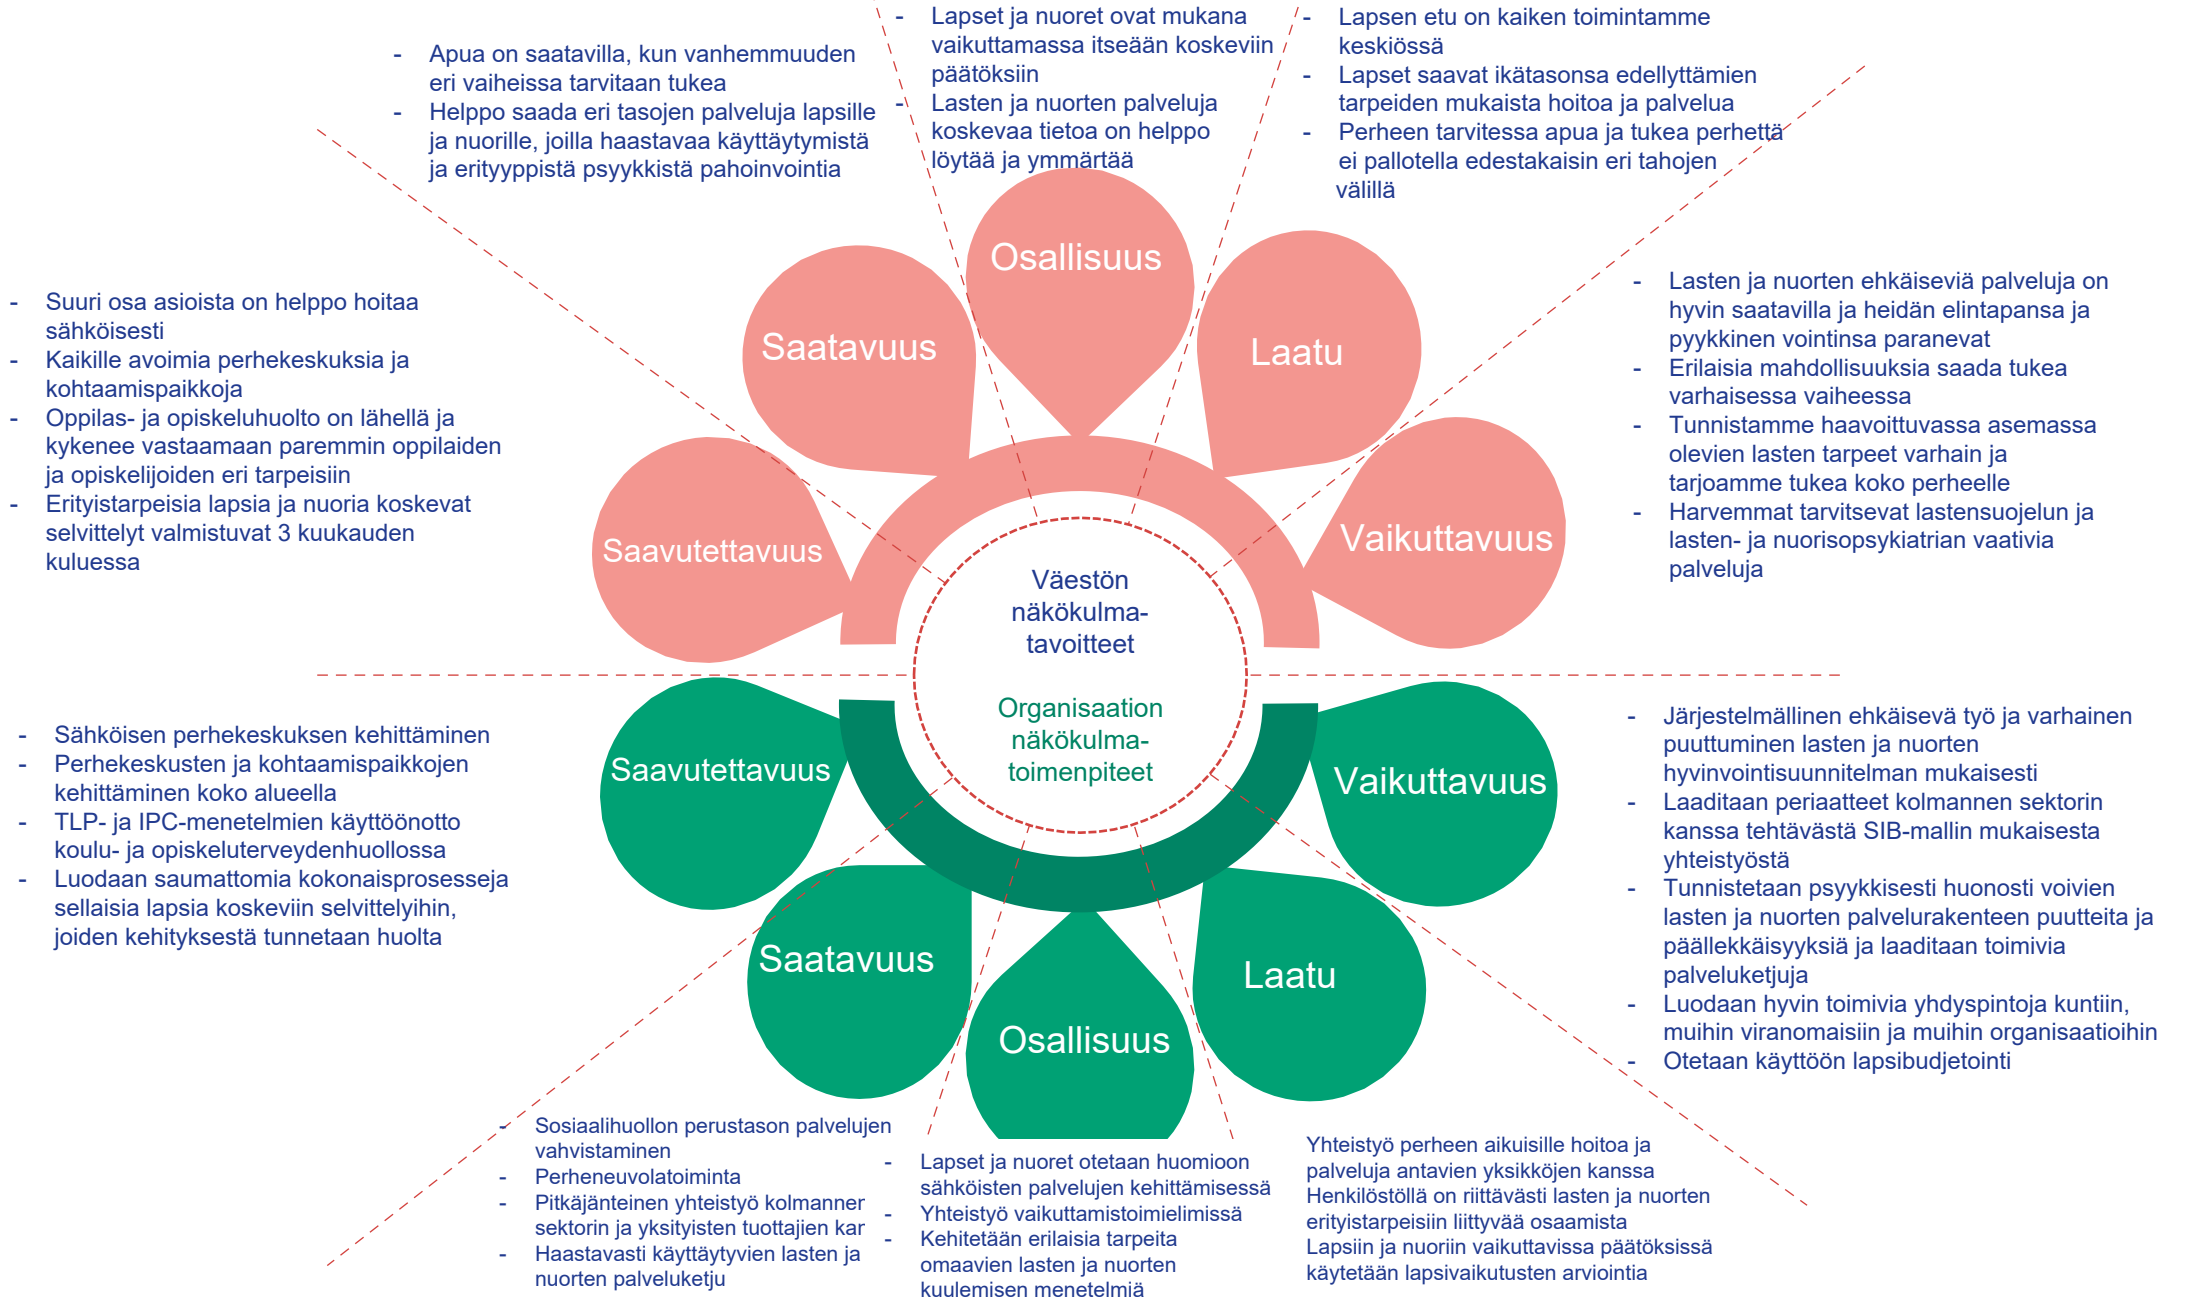 - Lapset ja nuoret ovat mukana
vaikuttamassa itseään koskeviin
päätöksiin
- Lasten ja nuorten palveluja
koskevaa tietoa on helppo
löytää ja ymmärtää
- Lapsen etu on kaiken toimintamme
keskiössä
- Lapset saavat ikätasonsa edellyttämien
tarpeiden mukaista hoitoa ja palvelua
- Perheen tarvitessa apua ja tukea perhettä
ei pallotella edestakaisin eri tahojen
välillä
- Apua on saatavilla, kun vanhemmuuden
eri vaiheissa tarvitaan tukea
- Helppo saada eri tasojen palveluja lapsille
ja nuorille, joilla haastavaa käyttäytymistä
ja erityyppistä psyykkistä pahoinvointia
Osallisuus
Saatavuus
Laatu
- Suuri osa asioista on helppo hoitaa
sähköisesti
- Kaikille avoimia perhekeskuksia ja
kohtaamispaikkoja
- Oppilas- ja opiskeluhuolto on lähellä ja
kykenee vastaamaan paremmin oppilaiden
ja opiskelijoiden eri tarpeisiin
- Erityistarpeisia lapsia ja nuoria koskevat
selvittelyt valmistuvat 3 kuukauden
kuluessa
- Lasten ja nuorten ehkäiseviä palveluja on
hyvin saatavilla ja heidän elintapansa ja
pyykkinen vointinsa paranevat
- Erilaisia mahdollisuuksia saada tukea
varhaisessa vaiheessa
- Tunnistamme haavoittuvassa asemassa
olevien lasten tarpeet varhain ja
tarjoamme tukea koko perheelle
- Harvemmat tarvitsevat lastensuojelun ja
lasten- ja nuorisopsykiatrian vaativia
palveluja
Saavutettavuus
Vaikuttavuus
Väestön
näkökulma-
tavoitteet
Organisaation
näkökulma-
toimenpiteet
Saavutettavuus
Vaikuttavuus
- Sähköisen perhekeskuksen kehittäminen
- Perhekeskusten ja kohtaamispaikkojen
kehittäminen koko alueella
- TLP- ja IPC-menetelmien käyttöönotto
koulu- ja opiskeluterveydenhuollossa
- Luodaan saumattomia kokonaisprosesseja
sellaisia lapsia koskeviin selvittelyihin,
joiden kehityksestä tunnetaan huolta
- Järjestelmällinen ehkäisevä työ ja varhainen
puuttuminen lasten ja nuorten
hyvinvointisuunnitelman mukaisesti
- Laaditaan periaatteet kolmannen sektorin
kanssa tehtävästä SIB-mallin mukaisesta
yhteistyöstä
- Tunnistetaan psyykkisesti huonosti voivien
lasten ja nuorten palvelurakenteen puutteita ja
päällekkäisyyksiä ja laaditaan toimivia
palveluketjuja
- Luodaan hyvin toimivia yhdyspintoja kuntiin,
muihin viranomaisiin ja muihin organisaatioihin
- Otetaan käyttöön lapsibudjetointi
Saatavuus
Laatu
Osallisuus
- Sosiaalihuollon perustason palvelujen
vahvistaminen
- Perheneuvolatoiminta
- Pitkäjänteinen yhteistyö kolmanner
sektorin ja yksityisten tuottajien kar
- Haastavasti käyttäytyvien lasten ja
nuorten palveluketju
- Lapset ja nuoret otetaan huomioon
sähköisten palvelujen kehittämisessä
- Yhteistyö vaikuttamistoimielimissä
- Kehitetään erilaisia tarpeita
omaavien lasten ja nuorten
kuulemisen menetelmiä
Yhteistyö perheen aikuisille hoitoa ja
palveluja antavien yksikköjen kanssa
Henkilöstöllä on riittävästi lasten ja nuorten
erityistarpeisiin liittyvää osaamista
Lapsiin ja nuoriin vaikuttavissa päätöksissä
käytetään lapsivaikutusten arviointia